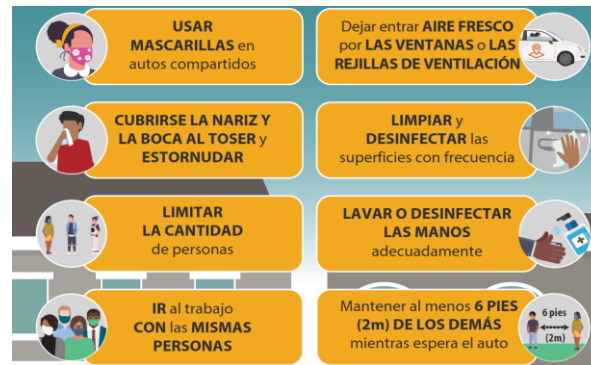 USAR
MASCARILLAS en
autos compartidos
Dejar entrar AIRE FRESCO
por LAS VENTANAS o LAS
REJILLAS DE VENTILACIÓN
CUBRIRSE LA NARIZ Y
LA BOCA AL TOSER y
ESTORNUDAR
LIMPIAR y
DESINFECTAR las
superficies con frecuencia
LIMITAR
LA CANTIDAD
de personas
LAVAR O DESINFECTAR
LAS MANOS
adecuadamente
IR al trabajo
CON las MISMAS
PERSONAS
Mantener al menos 6 PIES
(2m) DE LOS DEMÁS
mientras espera el auto
6 pies
(2m)